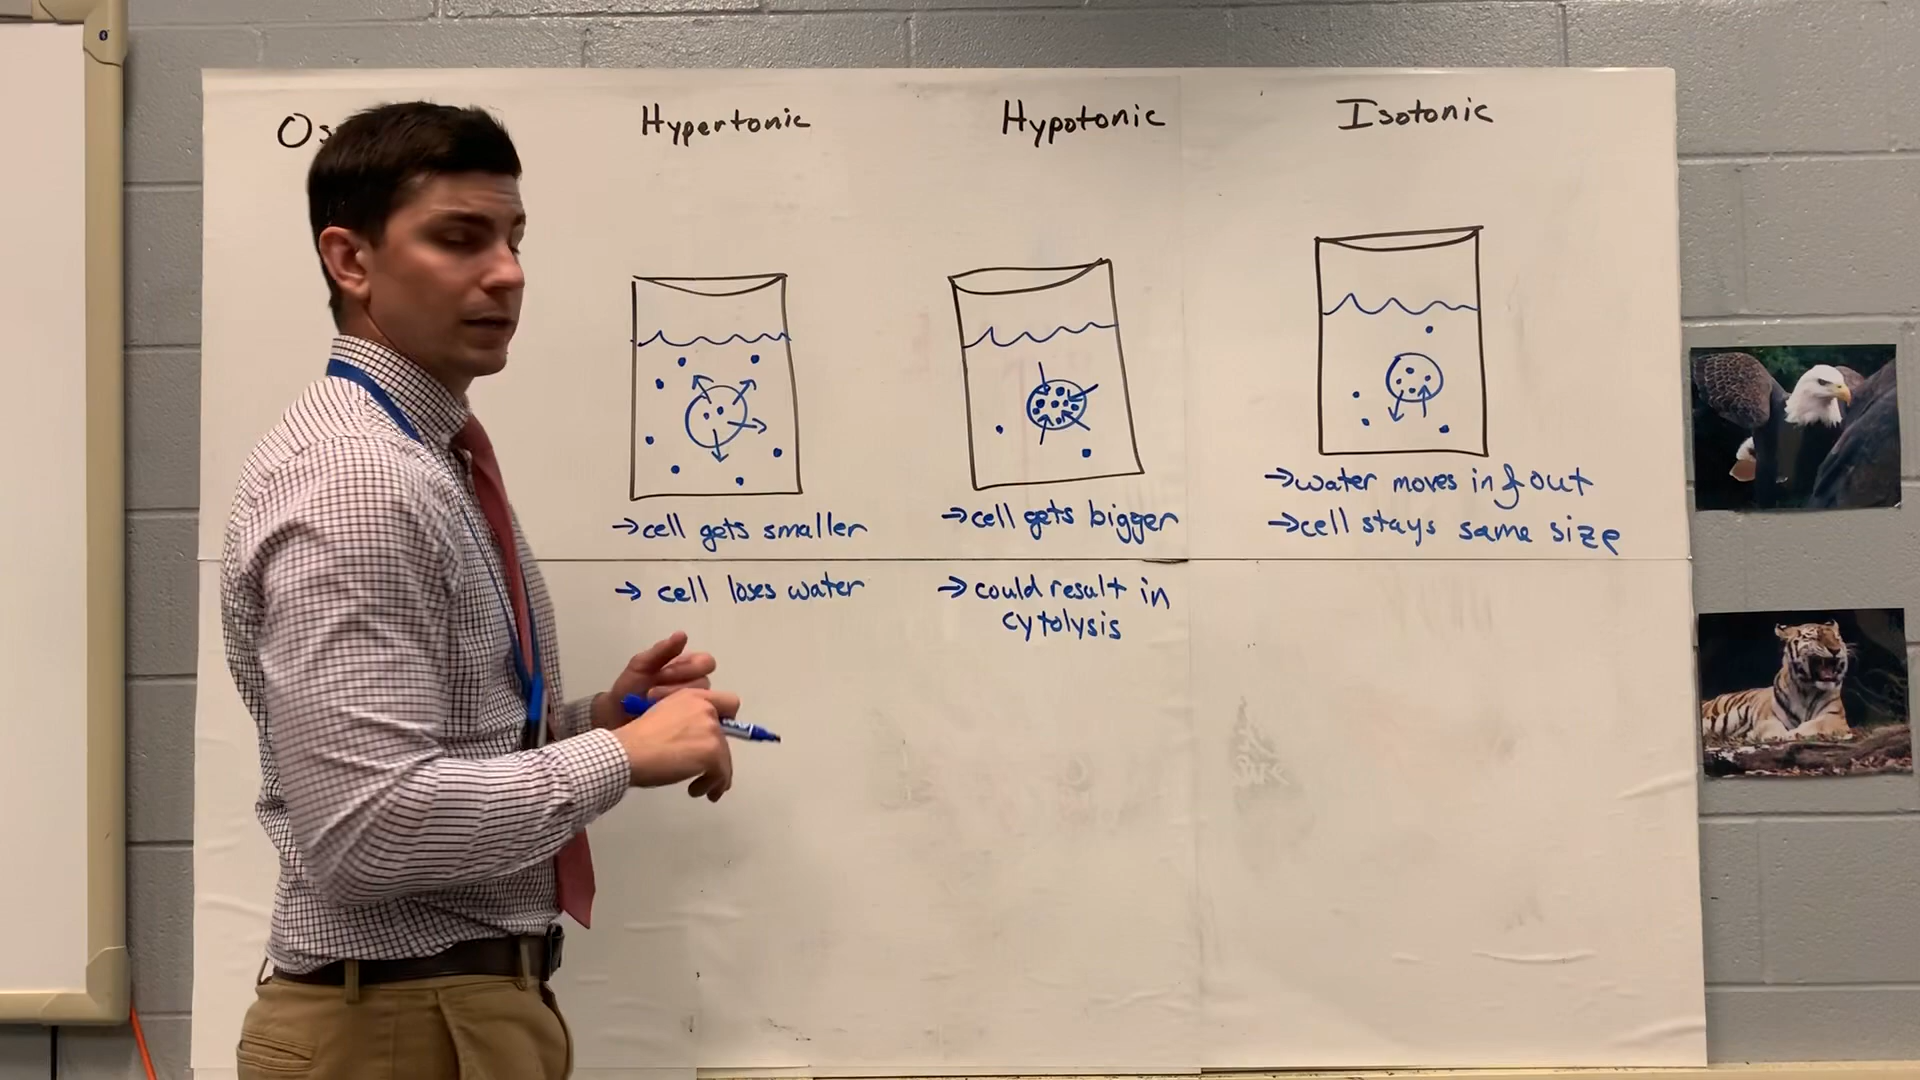 Hypertonic
Hypotonic
Isotonic
→cell gets smaller
→ cell loses water
→cell gets bigger
→ could result in
cytolysis
→water moves in & out
→cell stays same size